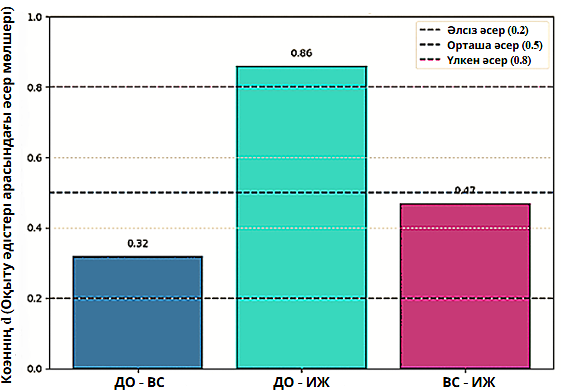 Коэннің d (Оқыту әдістері арасындағы әсер мөлшері)
1.0
0.8
0.6
0.4
0.2
0.0
Әлсіз әсер (0.2)
Орташа әсер (0.5)
Үлкен әсер (0.8)
0.32
0.86
0.47
ДО - ВС
ДО - ИЖ
ВС - ИЖ